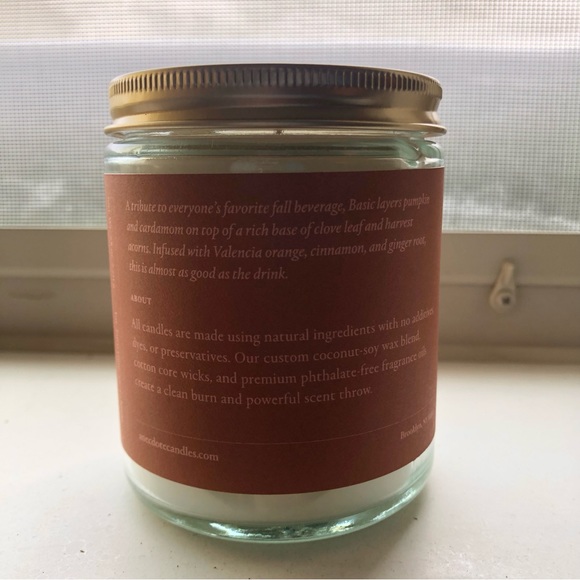 A tribute to everyone's favorite fall beverage, Basic layers pumpkin
and cardamom on top of a rich base of clove leaf and harvest
acorns. Infused with Valencia orange, cinnamon, and ginger root,
this is almost as good as the drink.
ABOUT
All candles are made using natural ingredients with no additives
dyes, or preservatives. Our custom coconut-soy wax blend,
cotton core wicks, and premium phthalate-free fragrance oils
create a clean burn and powerful scent throw.
Brooklyn,